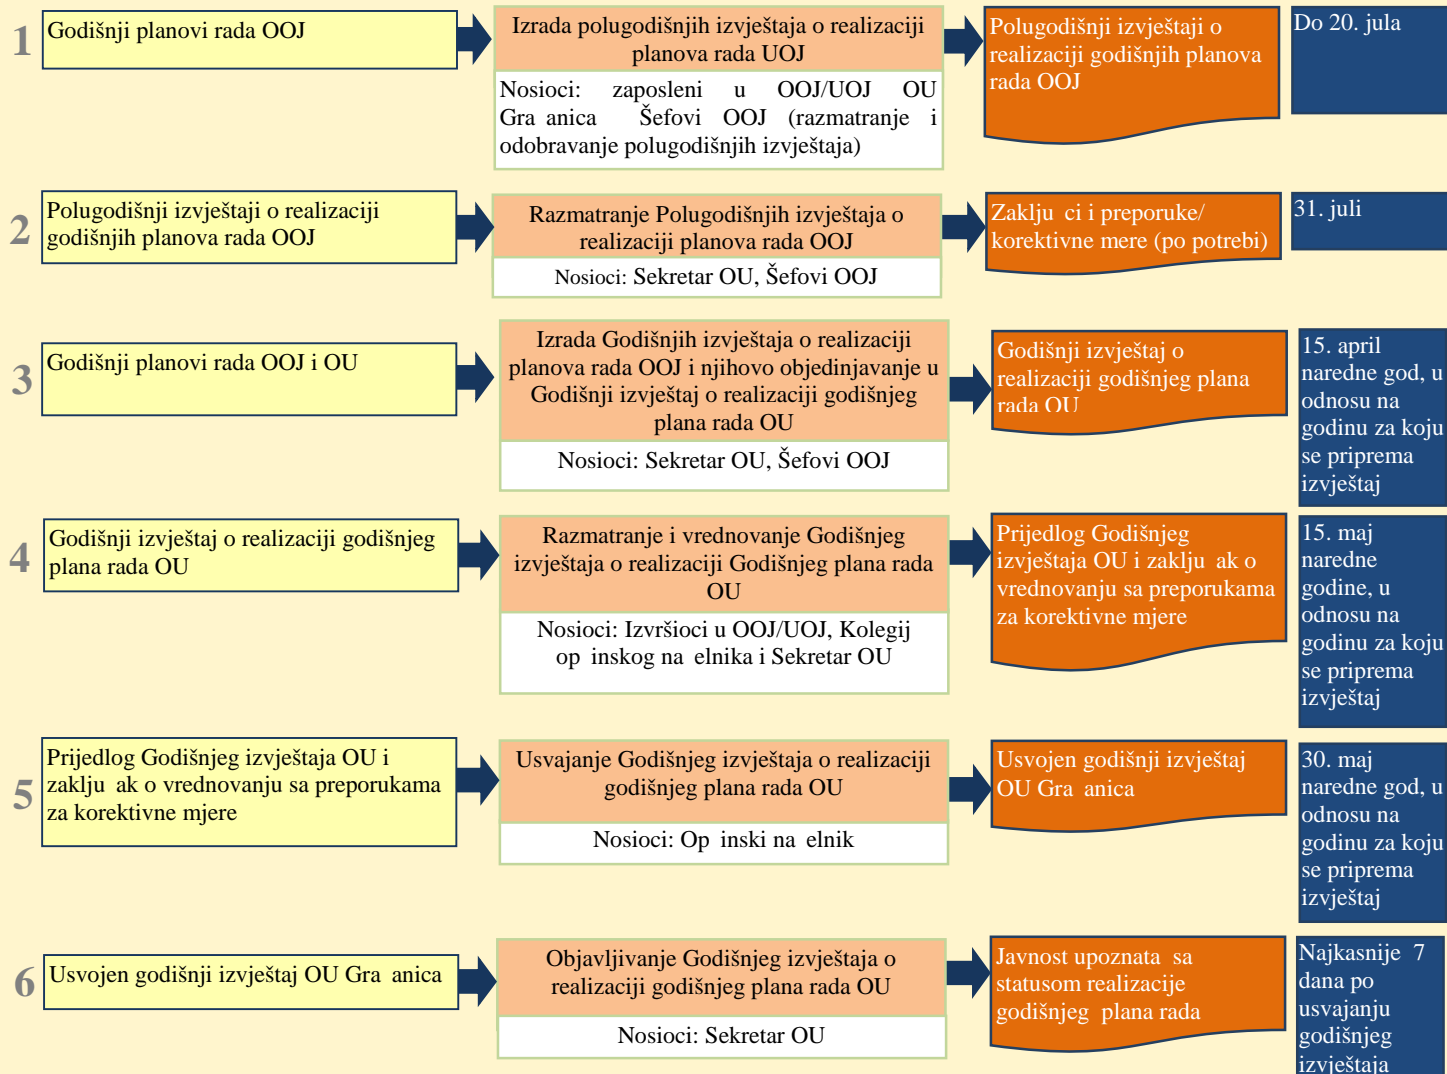 1
Godišnji planovi rada OOJ
Izrada polugodišnjih izvještaja o realizaciji
planova rada UOJ
Nosioci: zaposleni u OOJ/UOJ OU
Gra anica Šefovi OOJ (razmatranje i
odobravanje polugodišnjih izvještaja)
Polugodišnji izvještaji o
realizaciji godišnjih planova
rada OOJ
Do 20. jula
2
Polugodišnji izvještaji o realizaciji
godišnjih planova rada OOJ
Razmatranje Polugodišnjih izvještaja o
realizaciji planova rada OOJ
Nosioci: Sekretar OU, Šefovi OOJ
Zaklju ci i preporuke/
korektivne mere (po potrebi)
31. juli
3
Godišnji planovi rada OOJ i OU
Izrada Godišnjih izvještaja o realizaciji
planova rada OOJ i njihovo objedinjavanje u
Godišnji izvještaj o realizaciji godišnjeg
plana rada OU
Nosioci: Sekretar OU, Šefovi OOJ
Godišnji izvještaj o
realizaciji godišnjeg plana
rada OU
15. april
naredne god, u
odnosu na
godinu za koju
se priprema
izvještaj
4
Godišnji izvještaj o realizaciji godišnjeg
plana rada OU
Razmatranje i vrednovanje Godišnjeg
izvještaja o realizaciji Godišnjeg plana rada
OU
Nosioci: Izvršioci u OOJ/UOJ, Kolegij
op inskog na elnika i Sekretar OU
Prijedlog Godišnjeg
izvještaja OU i zaklju ak o
vrednovanju sa preporukama
za korektivne mjere
15. maj
naredne
godine, u
odnosu na
godinu za koju
se priprema
izvještaj
5
Prijedlog Godišnjeg izvještaja OU i
zaklju ak o vrednovanju sa preporukama
za korektivne mjere
Usvajanje Godišnjeg izvještaja o realizaciji
godišnjeg plana rada OU
Nosioci: Op inski na elnik
Usvojen godišnji izvještaj
OU Gra anica
30. maj
naredne god, u
odnosu na
godinu za koju
se priprema
izvještaj
6
Usvojen godišnji izvještaj OU Gra anica
Objavljivanje Godišnjeg izvještaja o
realizaciji godišnjeg plana rada OU
Nosioci: Sekretar OU
Javnost upoznata sa
statusom realizacije
godišnjeg plana rada
Najkasnije 7
dana po
usvajanju
godišnjeg
izvještaja